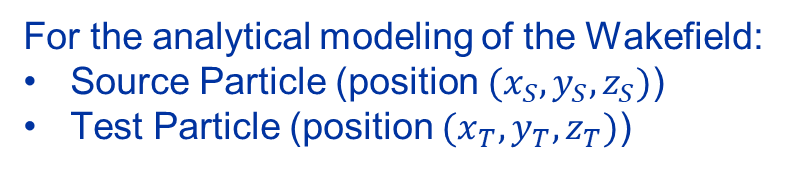 For the analytical modeling of the Wakefield:
• Source Particle (position (x_S, y_S, z_S))
• Test Particle (position (x_T, y_T, z_T))